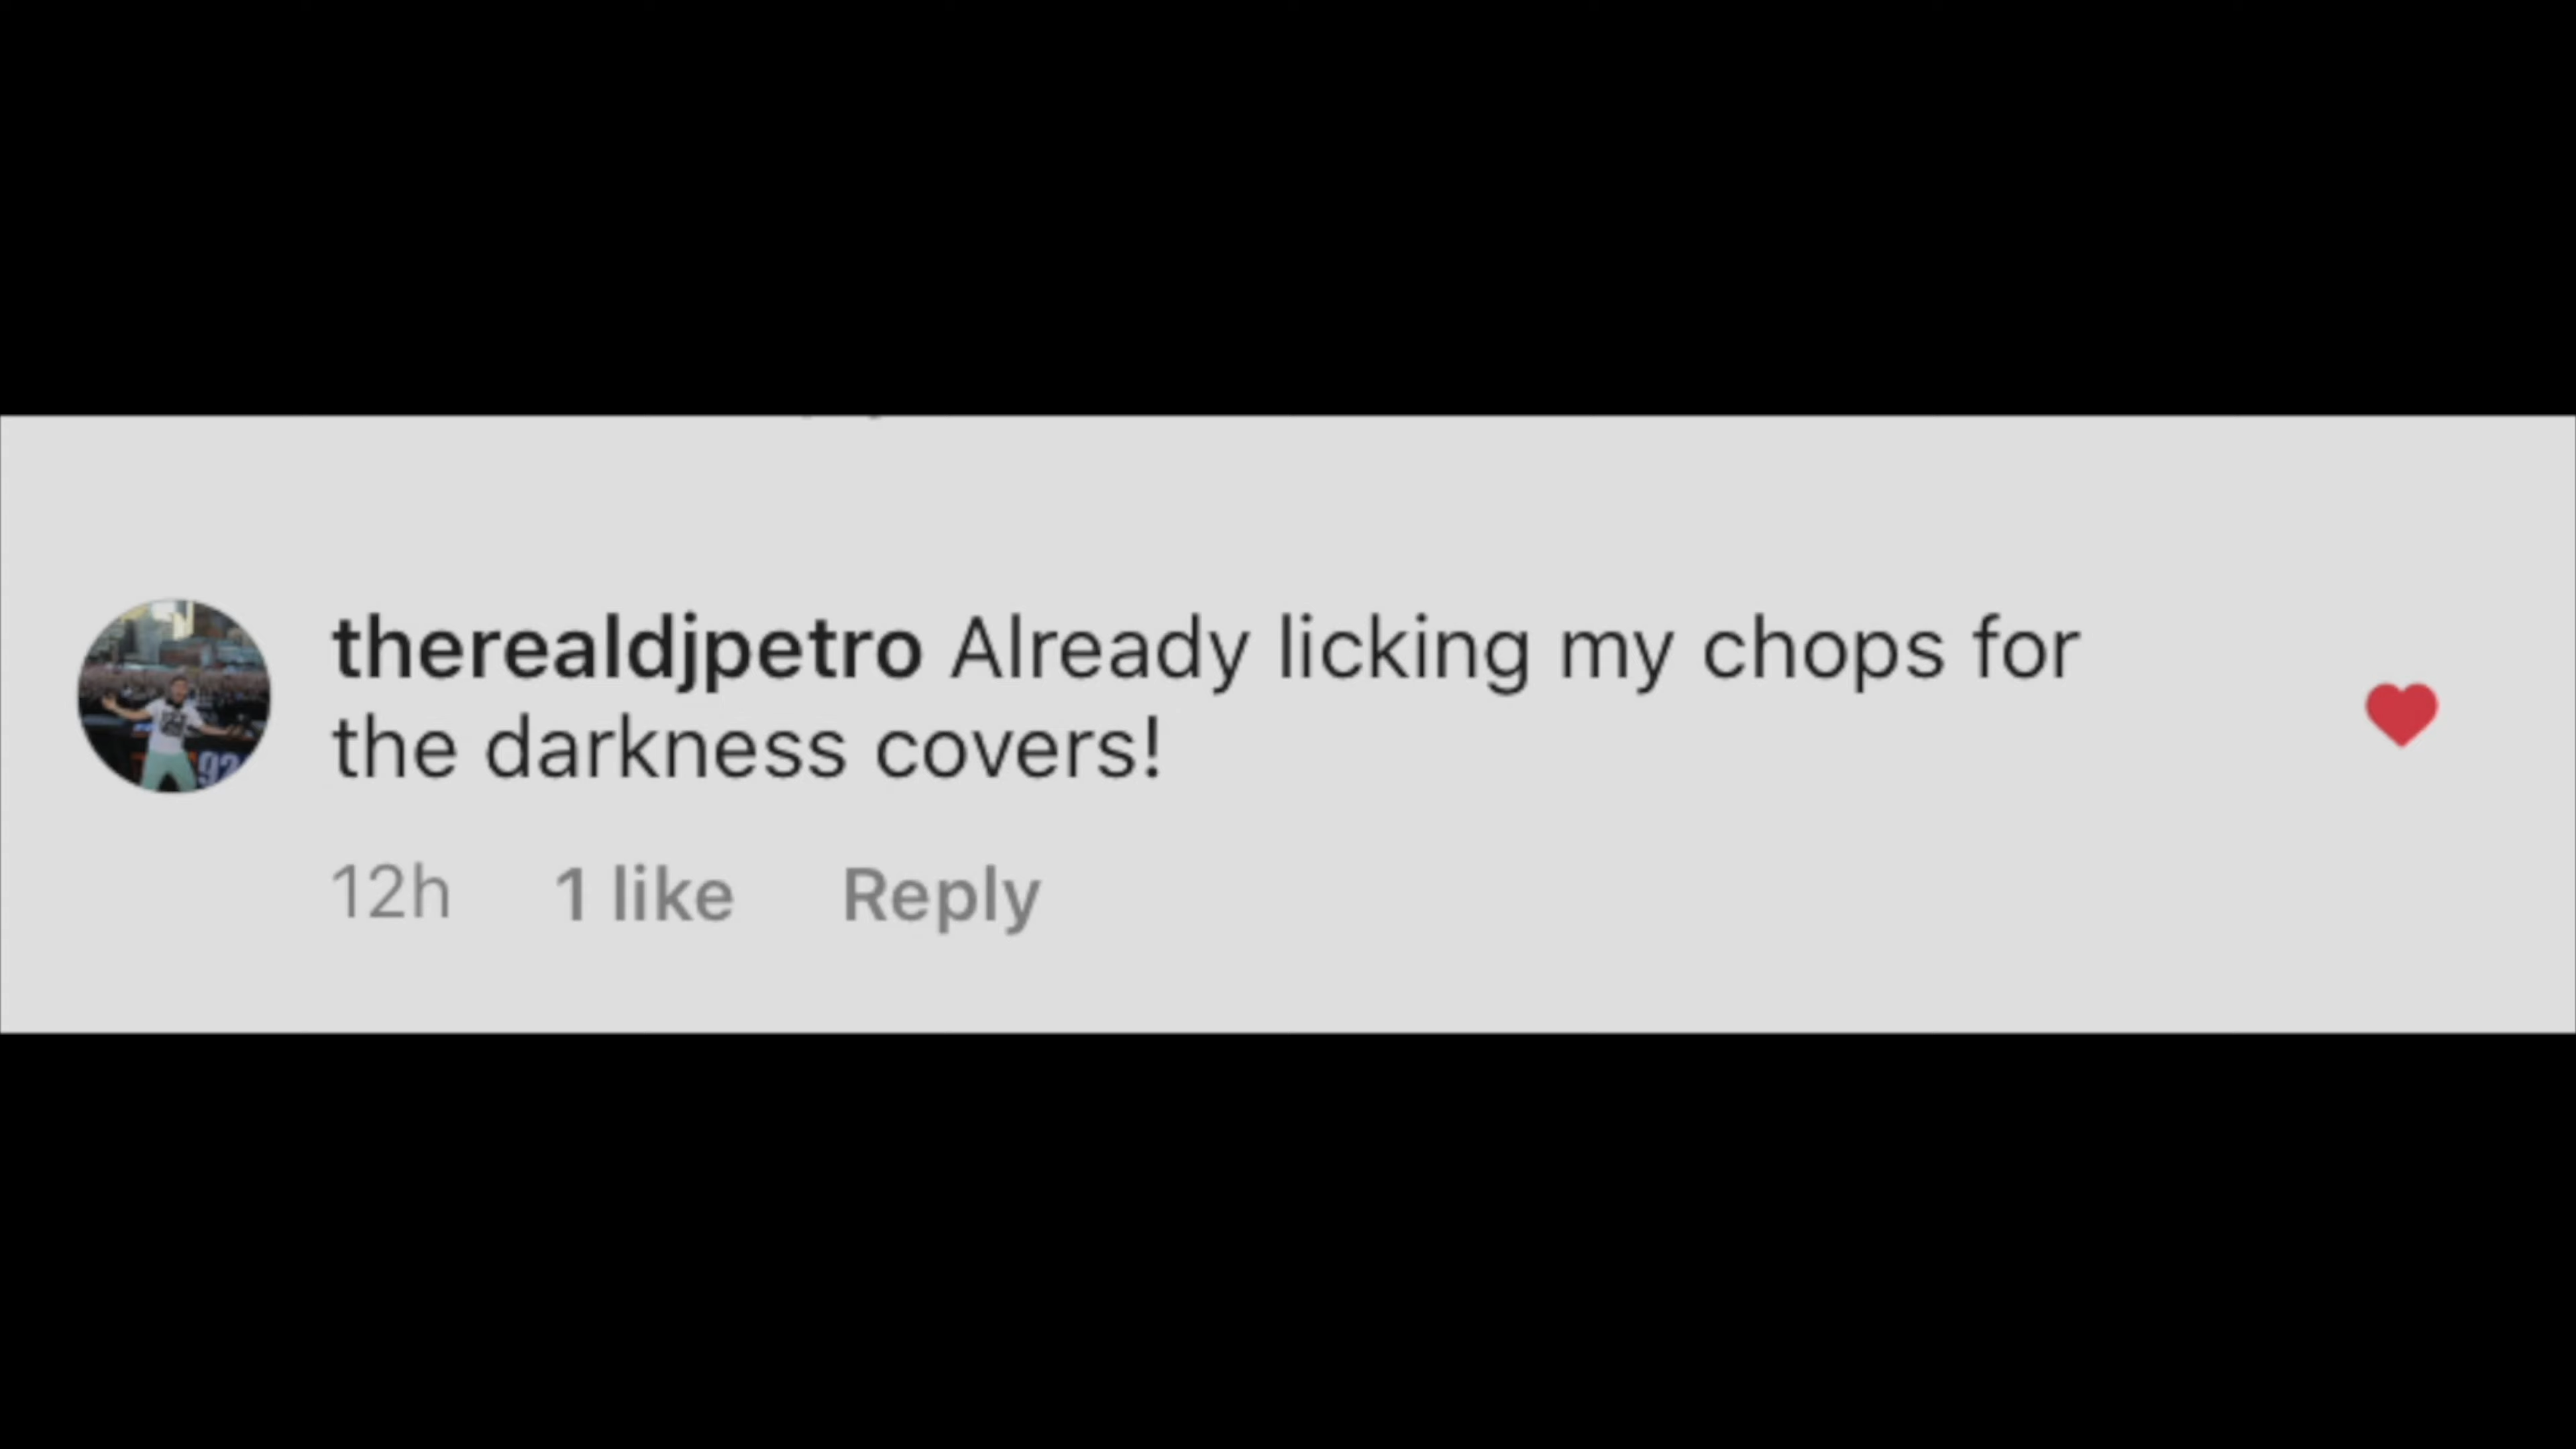 therealdjpetro Already licking my chops for
the darkness covers!
12h 1 like Reply